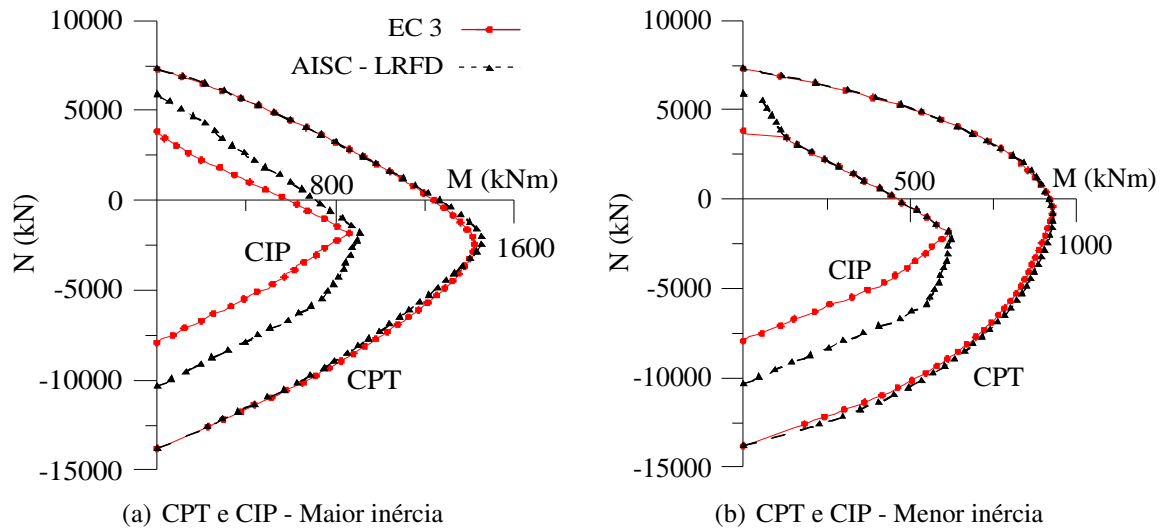 10000
5000
0
-5000
-10000
-15000
N (kN)
EC 3
AISC - LRFD
800
M (kNm)
1600
CIP
CPT
(a) CPT e CIP - Maior inércia
10000
5000
0
-5000
-10000
-15000
N (kN)
500
M (kNm)
1000
CIP
CPT
(b) CPT e CIP - Menor inércia